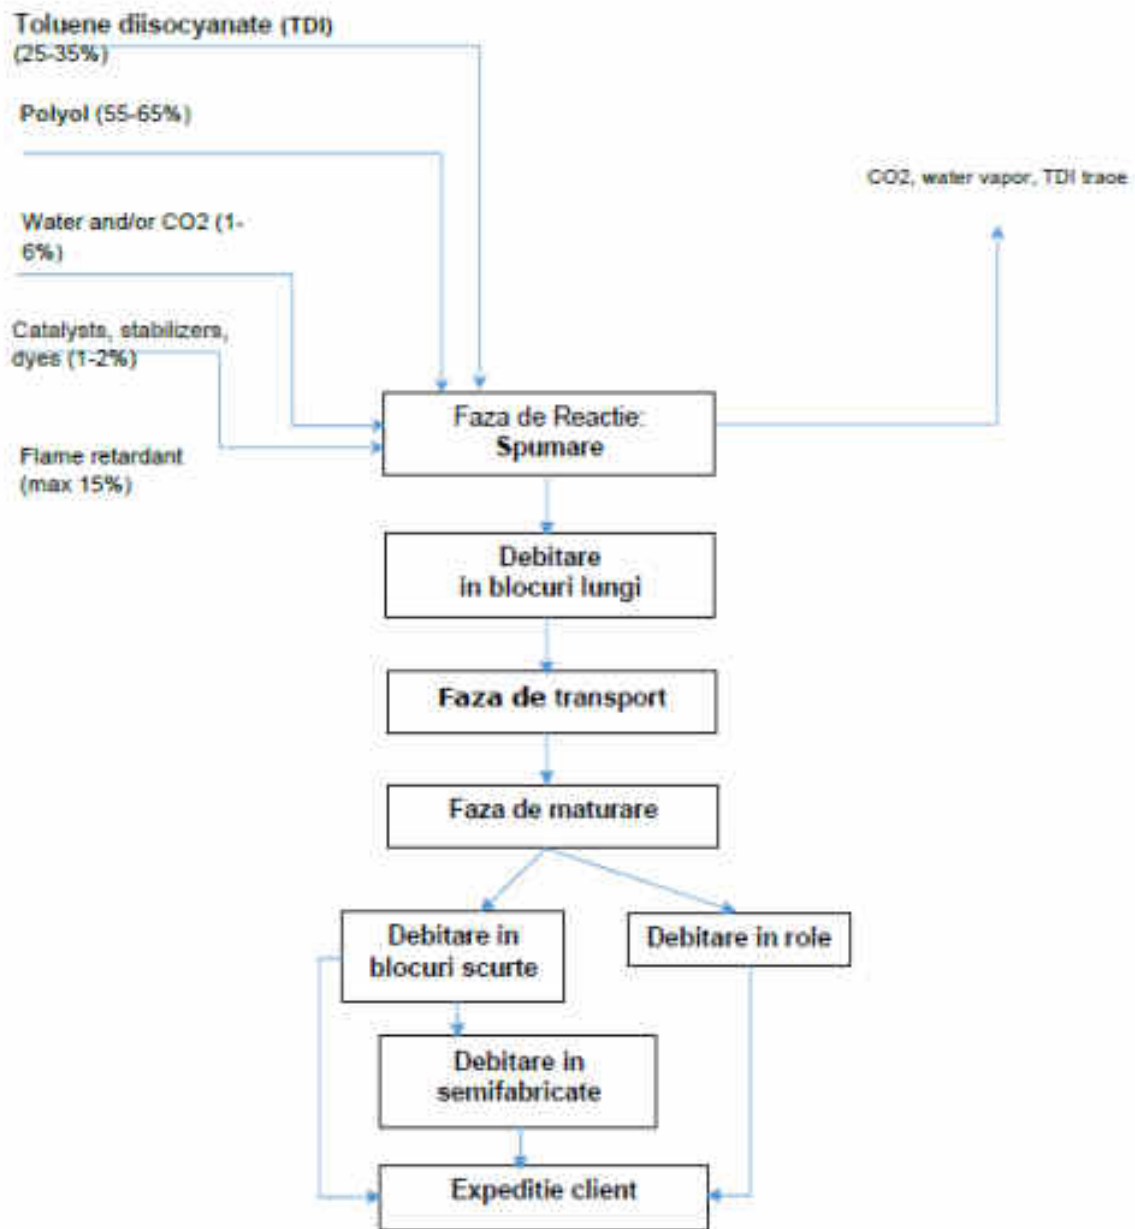 Toluene diisocyanate (TDI)
(25-35%)
Polyol (55-65%)
CO2, water vapor, TDI trace
Water and/or CO2 (1-
6%)
Catalysts, stabilizers,
dyes (1-2%)
Faza de Reactie:
Spumare
Flame retardant
(max 15%)
Debitare
in blocuri lungi
Faza de transport
Faza de maturare
Debitare in
blocuri scurte
Debitare in role
Debitare in
semifabricate
Expeditie client